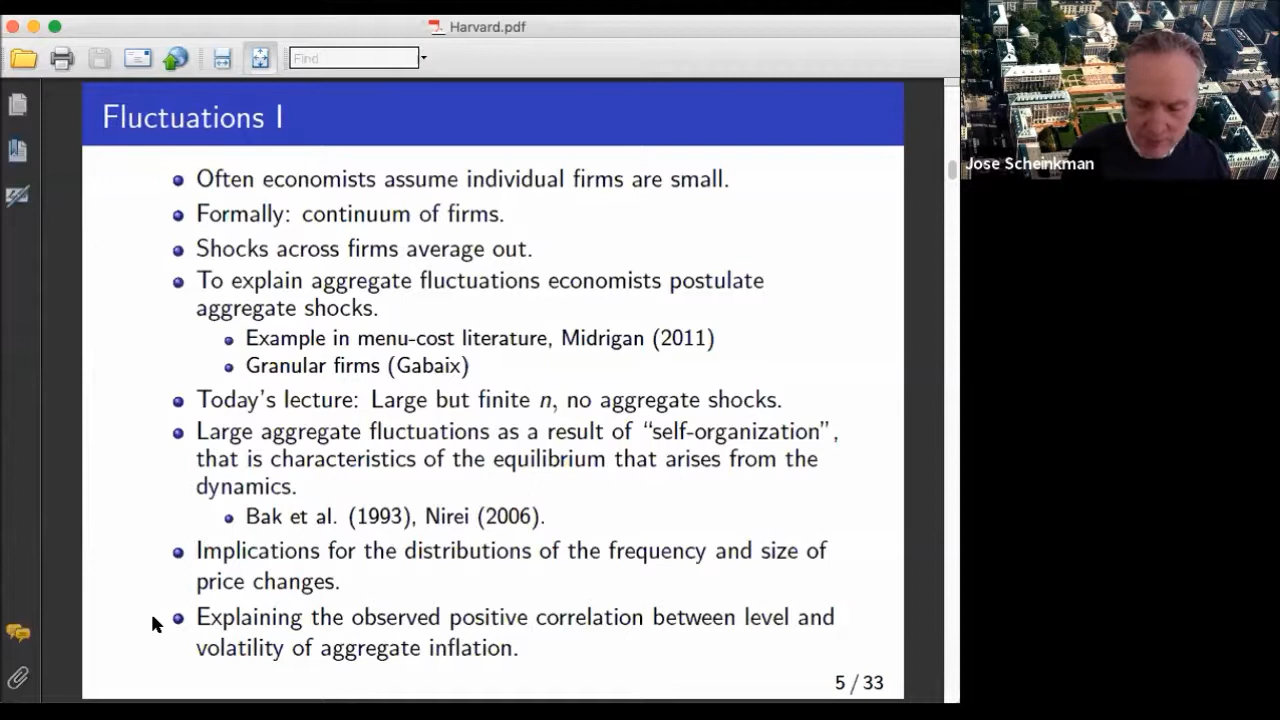 Harvard.pdf
Find
Fluctuations I
Often economists assume individual firms are small.
Formally: continuum of firms.
Shocks across firms average out.
To explain aggregate fluctuations economists postulate
aggregate shocks.
Example in menu-cost literature, Midrigan (2011)
Granular firms (Gabaix)
Today's lecture: Large but finite n, no aggregate shocks.
Large aggregate fluctuations as a result of “self-organization”,
that is characteristics of the equilibrium that arises from the
dynamics.
Bak et al. (1993), Nirei (2006).
Implications for the distributions of the frequency and size of
price changes.
Explaining the observed positive correlation between level and
volatility of aggregate inflation.
5 / 33
Jose Scheinkman